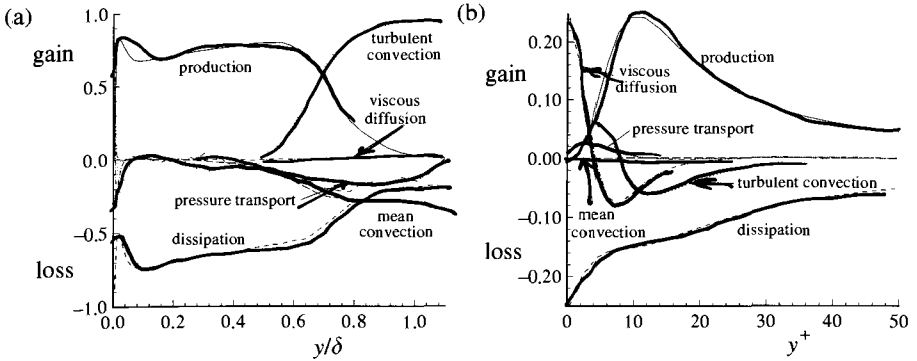 (a)
1.0
gain
0.5
0.0
-0.5
loss
-1.0
turbulent
convection
production
viscous
diffusion
pressure transport
mean
convection
dissipation
0.0
0.2
0.4
0.6
0.8
1.0
y/δ
(b)
0.20
gain
0.10
0.00
-0.10
loss
-0.20
viscous
diffusion
production
pressure transport
turbulent convection
mean
convection
dissipation
0
10
20
30
40
50
y+